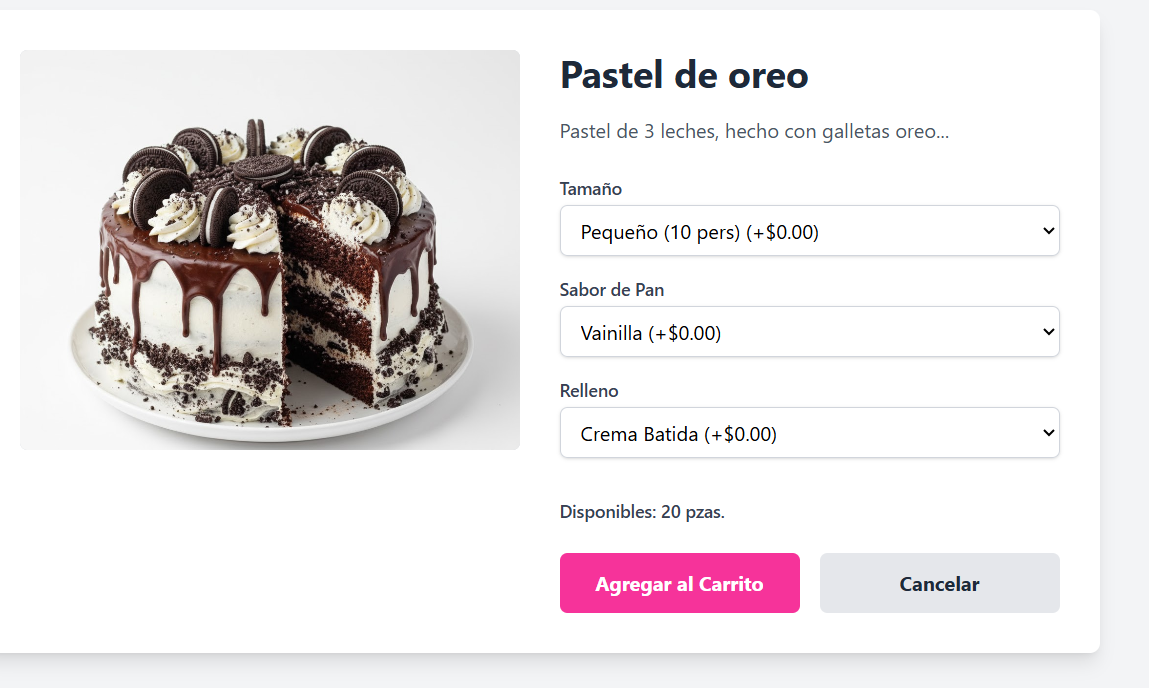 Pastel de oreo
Pastel de 3 leches, hecho con galletas oreo...
Tamaño
Pequeño (10 pers) (+$0.00)
Sabor de Pan
Vainilla (+$0.00)
Relleno
Crema Batida (+$0.00)
Disponibles: 20 pzas.
Agregar al Carrito
Cancelar